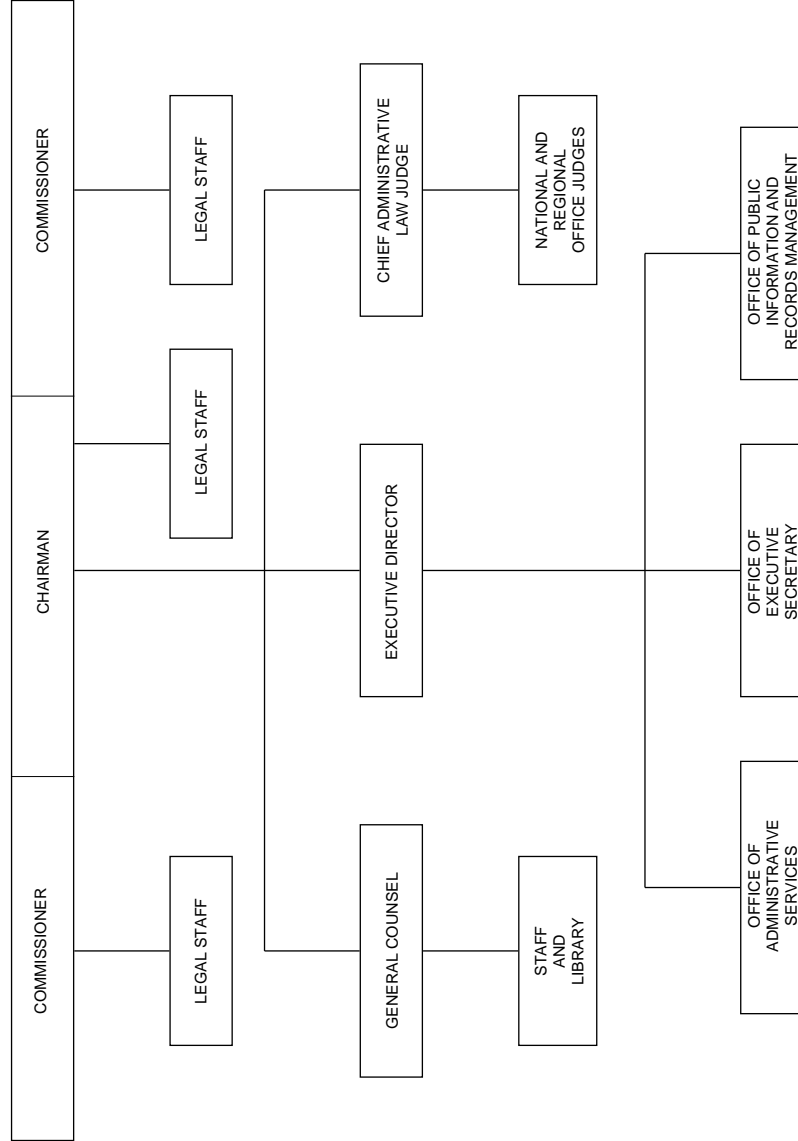 COMMISSIONER
CHAIRMAN
COMMISSIONER
LEGAL STAFF
LEGAL STAFF
LEGAL STAFF
GENERAL COUNSEL
EXECUTIVE DIRECTOR
CHIEF ADMINISTRATIVE
LAW JUDGE
STAFF
AND
LIBRARY
NATIONAL AND
REGIONAL
OFFICE JUDGES
OFFICE OF
ADMINISTRATIVE
SERVICES
OFFICE OF
EXECUTIVE
SECRETARY
OFFICE OF PUBLIC
INFORMATION AND
RECORDS MANAGEMENT